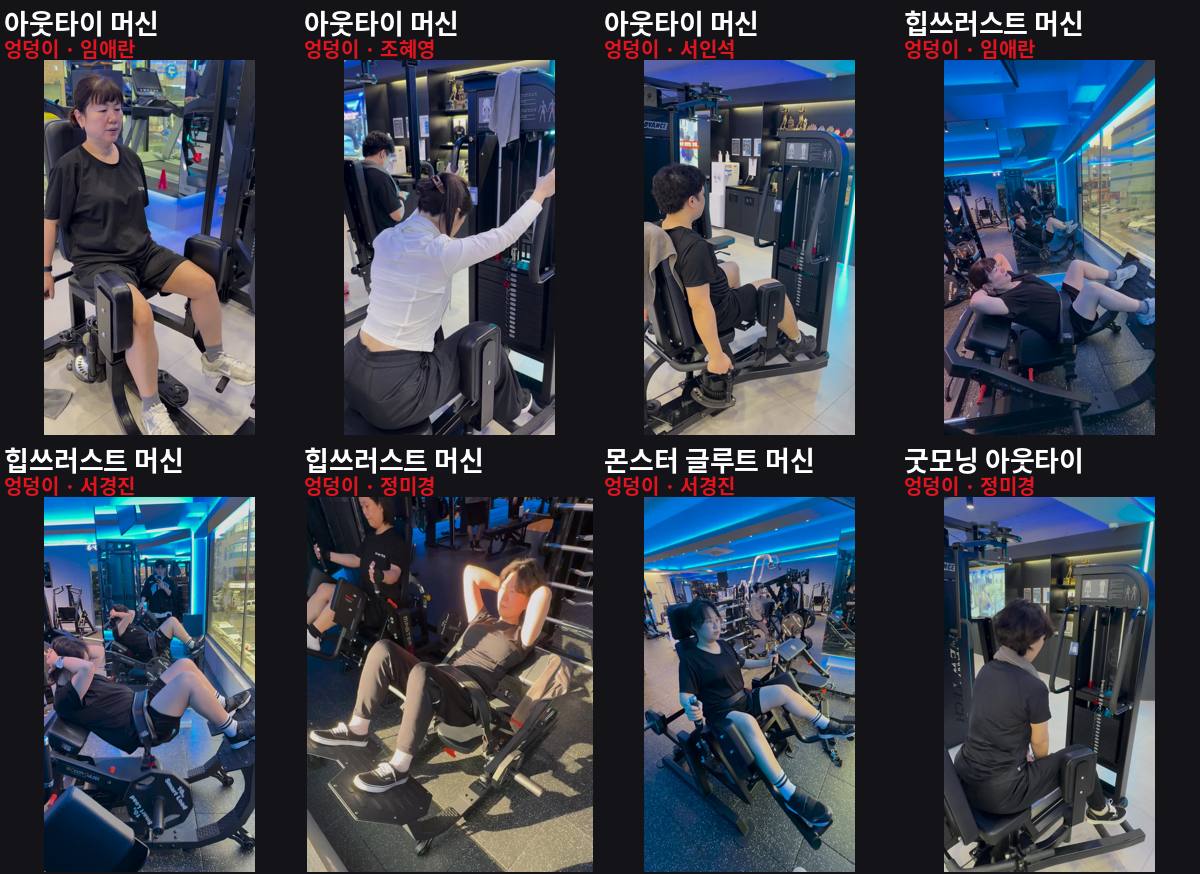 아웃타이 머신
엉덩이 · 임애란
아웃타이 머신
엉덩이 · 조혜영
아웃타이 머신
엉덩이 · 서인석
힙쓰러스트 머신
엉덩이 · 임애란
힙쓰러스트 머신
엉덩이 · 서경진
힙쓰러스트 머신
엉덩이 · 정미경
몬스터 글루트 머신
엉덩이 · 서경진
굿모닝 아웃타이
엉덩이 · 정미경